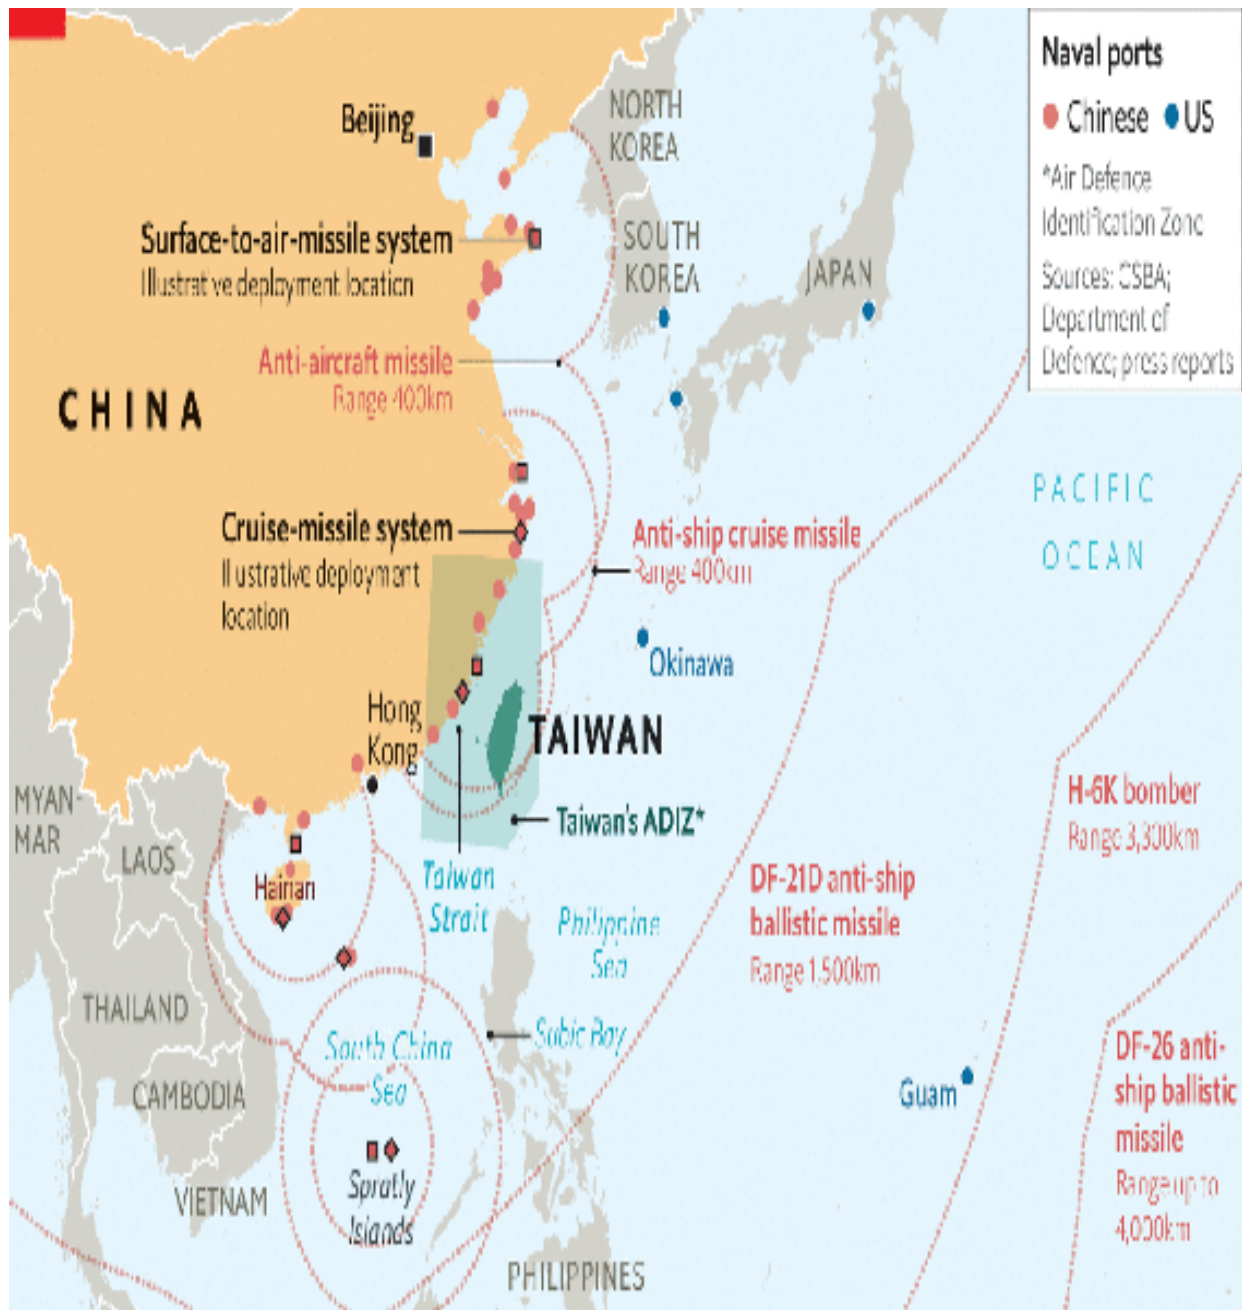 Naval ports
Chinese US
*Air Defence
Identification Zone
Sources: CSBA;
Department of
Defence; press reports
Beijing
NORTH
KOREA
Surface-to-air-missile system
Illustrative deployment location
SOUTH
KOREA
JAPAN
Anti-aircraft missile
Range 400km
CHINA
PACIFIC
OCEAN
Cruise-missile system
Illustrative deployment
location
Anti-ship cruise missile
Range 400km
Okinawa
Hong
Kong
TAIWAN
Taiwan's ADIZ*
H-6K bomber
Range 3,300km
MYAN-
MAR
LAOS
Hainan
Taiwan
Strait
Philippine
Sea
DF-21D anti-ship
ballistic missile
Range 1,500km
THAILAND
South China
Sea
Subic Bay
CAMBODIA
Guam
DF-26 anti-
ship ballistic
missile
Range up to
4,000km
VIETNAM
Spratly
Islands
PHILIPPINES